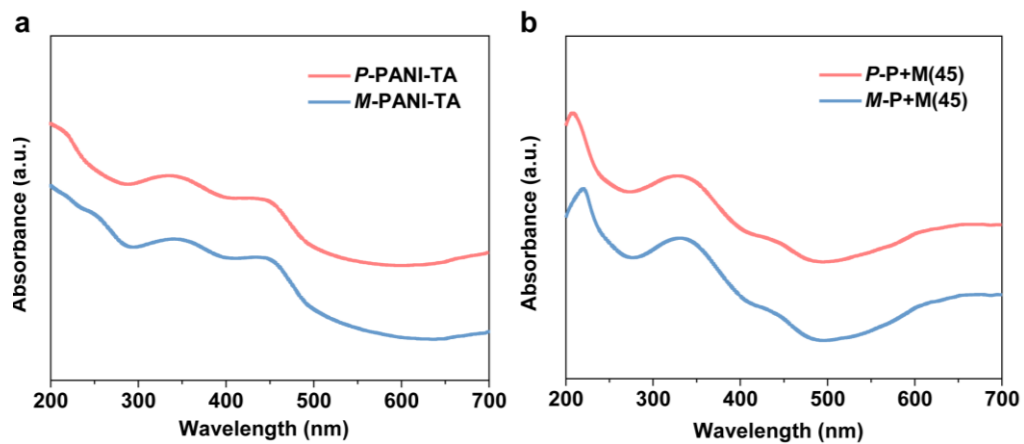 a
P-PANI-TA
M-PANI-TA
Absorbance (a.u.)
200 300 400 500 600 700
Wavelength (nm)
b
P-P+M(45)
M-P+M(45)
Absorbance (a.u.)
200 300 400 500 600 700
Wavelength (nm)